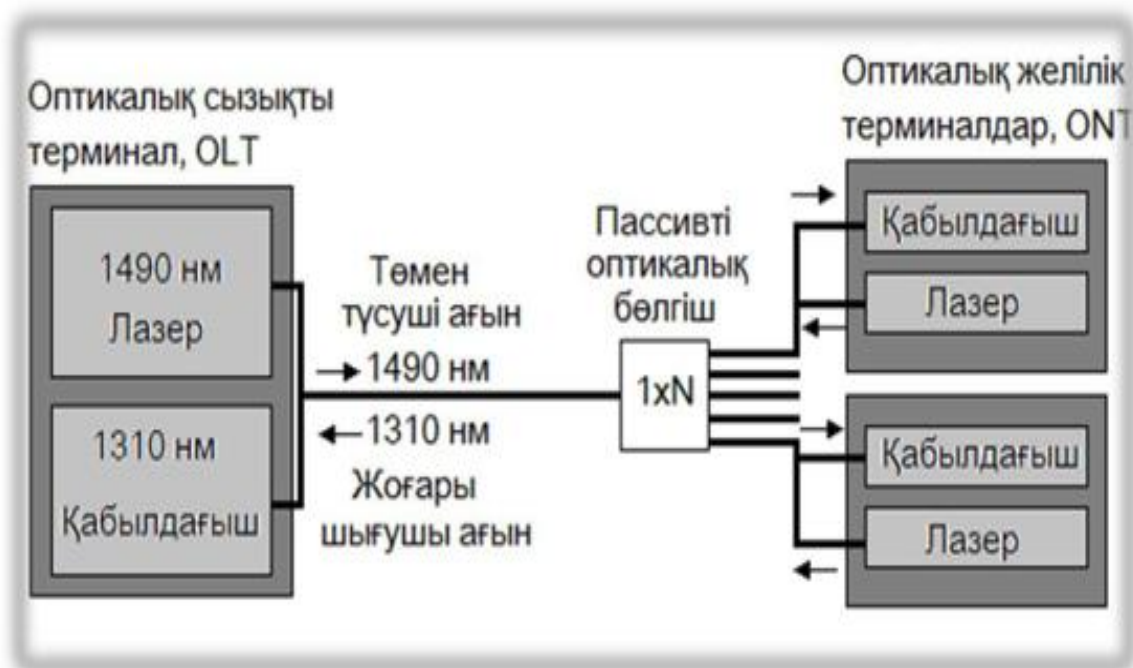 Оптикалық сызықты
терминал, OLT
1490 нм
Лазер
1310 нм
Қабылдағыш
Төмен
түсуші ағын
1490 нм
1310 нм
Жоғары
шығушы ағын
Пассивті
оптикалық
бөлгіш
1xN
Оптикалық желілік
терминалдар, ONT
Қабылдағыш
Лазер
Қабылдағыш
Лазер